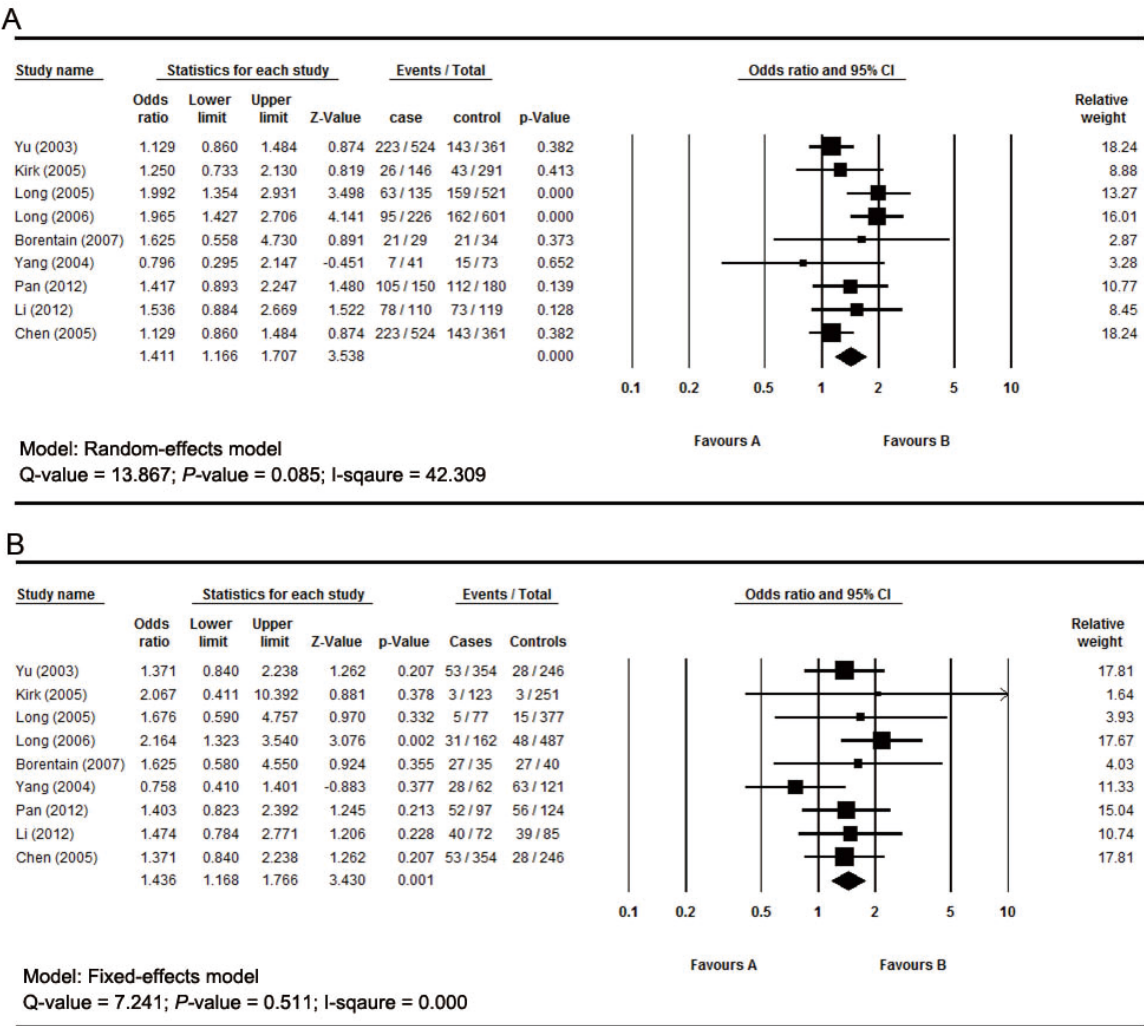 A
Study name Statistics for each study Events / Total Odds ratio and 95% CI
Odds ratio Lower limit Upper limit Z-Value case control p-Value Relative weight
Yu (2003) 1.129 0.860 1.484 0.874 223 / 524 143 / 361 0.382 18.24
Kirk (2005) 1.250 0.733 2.130 0.819 26 / 146 43 / 291 0.413 8.88
Long (2005) 1.992 1.354 2.931 3.498 63 / 135 159 / 521 0.000 13.27
Long (2006) 1.965 1.427 2.706 4.141 95 / 226 162 / 601 0.000 16.01
Borentain (2007) 1.625 0.558 4.730 0.891 21 / 29 21 / 34 0.373 2.87
Yang (2004) 0.796 0.295 2.147 -0.451 7 / 41 15 / 73 0.652 3.28
Pan (2012) 1.417 0.893 2.247 1.480 105 / 150 112 / 180 0.139 10.77
Li (2012) 1.536 0.884 2.669 1.522 78 / 110 73 / 119 0.128 8.45
Chen (2005) 1.129 0.860 1.484 0.874 223 / 524 143 / 361 0.382 18.24
1.411 1.166 1.707 3.538 0.000
0.1 0.2 0.5 1 2 5 10
Favours A Favours B
Model: Random-effects model
Q-value = 13.867; P-value = 0.085; I-sqaure = 42.309
B
Study name Statistics for each study Events / Total Odds ratio and 95% CI
Odds ratio Lower limit Upper limit Z-Value p-Value Cases Controls Relative weight
Yu (2003) 1.371 0.840 2.238 1.262 0.207 53 / 354 28 / 246 17.81
Kirk (2005) 2.067 0.411 10.392 0.881 0.378 3 / 123 3 / 251 1.64
Long (2005) 1.676 0.590 4.757 0.970 0.332 5 / 77 15 / 377 3.93
Long (2006) 2.164 1.323 3.540 3.076 0.002 31 / 162 48 / 487 17.67
Borentain (2007) 1.625 0.580 4.550 0.924 0.355 27 / 35 27 / 40 4.03
Yang (2004) 0.758 0.410 1.401 -0.883 0.377 28 / 62 63 / 121 11.33
Pan (2012) 1.403 0.823 2.392 1.245 0.213 52 / 97 56 / 124 15.04
Li (2012) 1.474 0.784 2.771 1.206 0.228 40 / 72 39 / 85 10.74
Chen (2005) 1.371 0.840 2.238 1.262 0.207 53 / 354 28 / 246 17.81
1.436 1.168 1.766 3.430 0.001
0.1 0.2 0.5 1 2 5 10
Favours A Favours B
Model: Fixed-effects model
Q-value = 7.241; P-value = 0.511; I-sqaure = 0.000